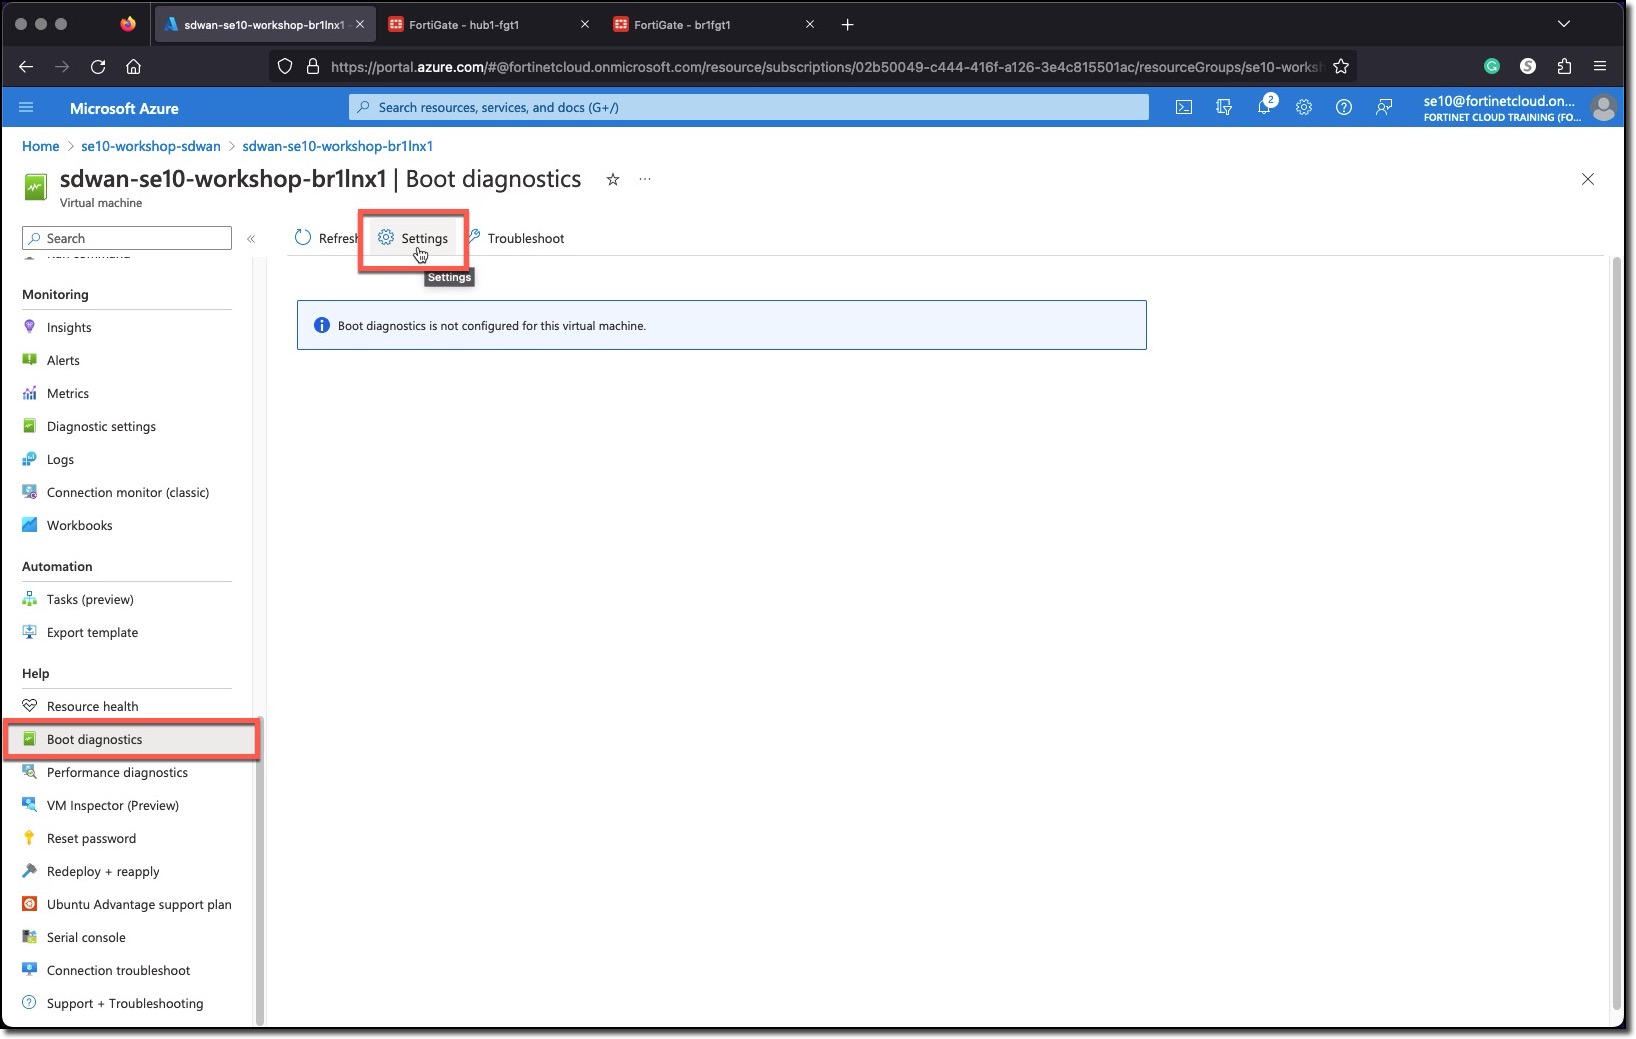 sdwan-se10-workshop-br1lnx1
FortiGate - hub1-fgt1
FortiGate - br1fgt1
https://portal.azure.com/#@fortinetcloud.onmicrosoft.com/resource/subscriptions/02b50049-c444-416f-a126-3e4c815501ac/resourceGroups/se10-worksh
Microsoft Azure
Search resources, services, and docs (G+/)
2
se10@fortinetcloud.on...
FORTINET CLOUD TRAINING (FO...
Home > se10-workshop-sdwan > sdwan-se10-workshop-br1lnx1
sdwan-se10-workshop-br1lnx1 | Boot diagnostics
Virtual machine
Search
«
Refresh
Settings
Troubleshoot
Settings
Run command
Boot diagnostics is not configured for this virtual machine.
Monitoring
Insights
Alerts
Metrics
Diagnostic settings
Logs
Connection monitor (classic)
Workbooks
Automation
Tasks (preview)
Export template
Help
Resource health
Boot diagnostics
Performance diagnostics
VM Inspector (Preview)
Reset password
Redeploy + reapply
Ubuntu Advantage support plan
Serial console
Connection troubleshoot
Support + Troubleshooting